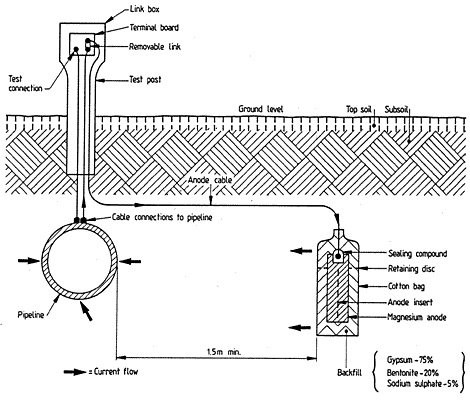 Link box
Terminal board
Removable link
Test
connection
Test post
Ground level
Top soil
Subsoil
Anode cable
Cable connections to pipeline
Sealing compound
Retaining disc
Cotton bag
Anode insert
Magnesium anode
Pipeline
1.5m min.
Backfill
Gypsum-75%
Bentonite-20%
Sodium sulphate-5%
= Current flow